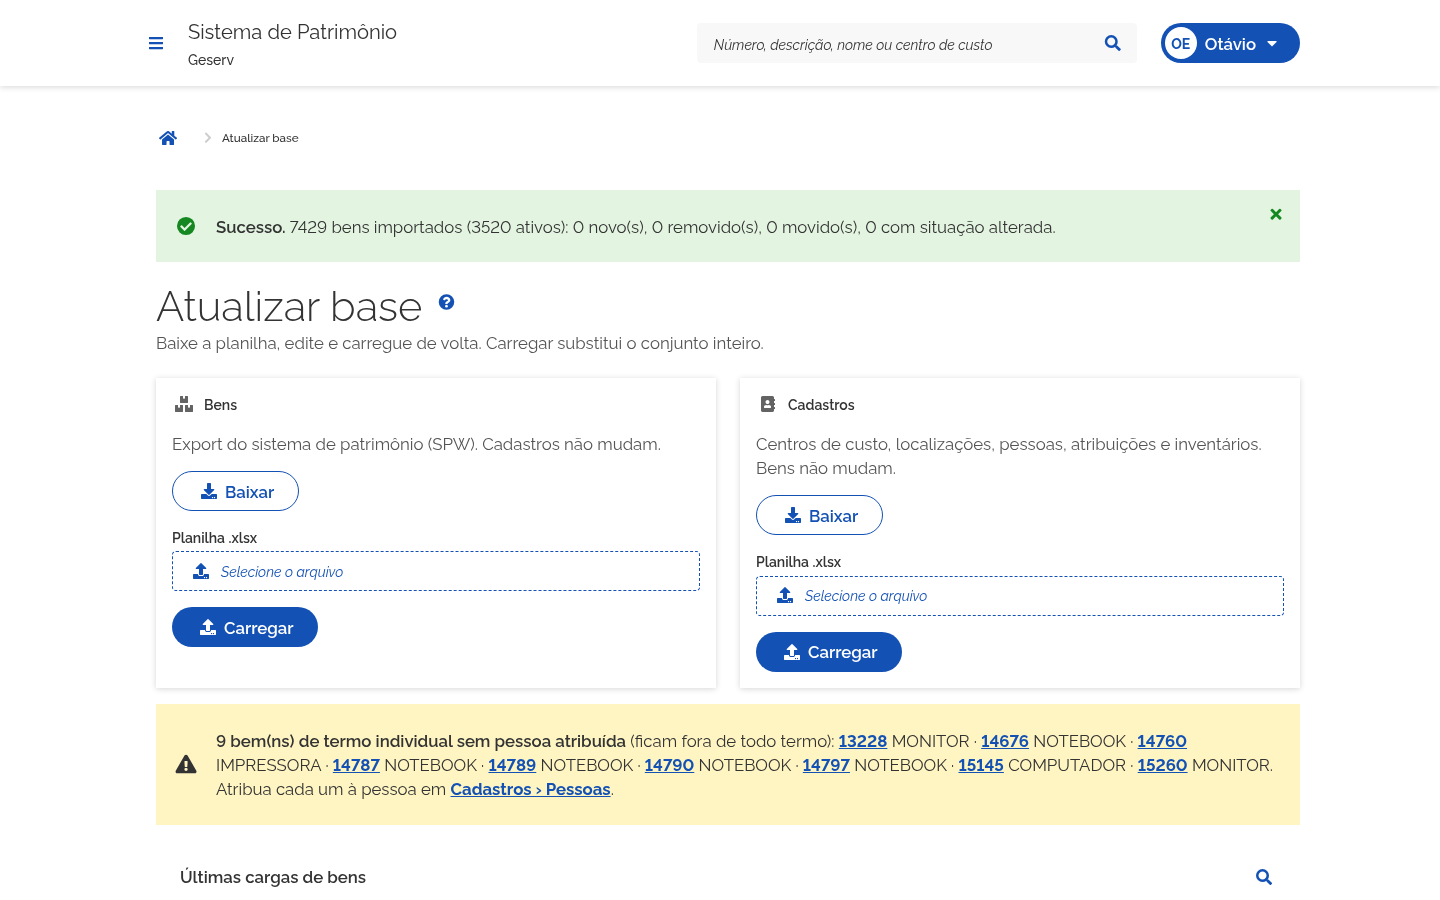 Sistema de Patrimônio
Geserv
Número, descrição, nome ou centro de custo
OE Otávio
Atualizar base
Sucesso. 7429 bens importados (3520 ativos): 0 novo(s), 0 removido(s), 0 movido(s), 0 com situação alterada.
Atualizar base
Baixe a planilha, edite e carregue de volta. Carregar substitui o conjunto inteiro.
Bens
Export do sistema de patrimônio (SPW). Cadastros não mudam.
Baixar
Planilha .xlsx
Selecione o arquivo
Carregar
Cadastros
Centros de custo, localizações, pessoas, atribuições e inventários.
Bens não mudam.
Baixar
Planilha .xlsx
Selecione o arquivo
Carregar
9 bem(ns) de termo individual sem pessoa atribuída (ficam fora de todo termo): 13228 MONITOR · 14676 NOTEBOOK · 14760
IMPRESSORA · 14787 NOTEBOOK · 14789 NOTEBOOK · 14790 NOTEBOOK · 14797 NOTEBOOK · 15145 COMPUTADOR · 15260 MONITOR.
Atribua cada um à pessoa em Cadastros › Pessoas.
Últimas cargas de bens